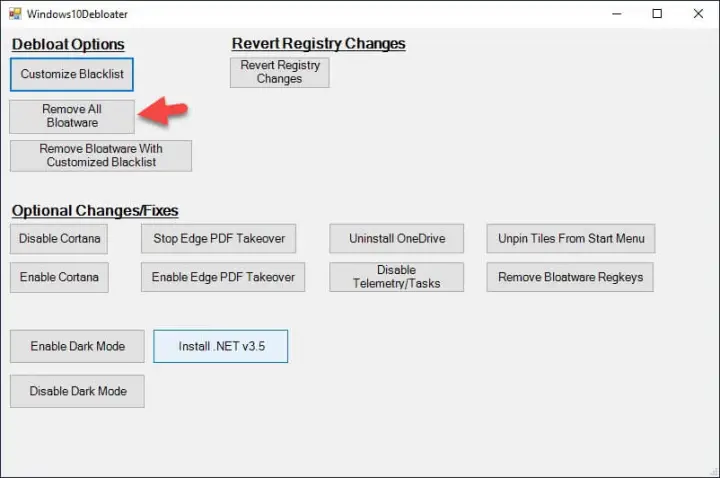 Windows10Debloater
Debloat Options
Revert Registry Changes
Customize Blacklist
Revert Registry
Changes
Remove All
Bloatware
Remove Bloatware With
Customized Blacklist
Optional Changes/Fixes
Disable Cortana
Stop Edge PDF Takeover
Uninstall OneDrive
Unpin Tiles From Start Menu
Enable Cortana
Enable Edge PDF Takeover
Disable
Telemetry/Tasks
Remove Bloatware Regkeys
Enable Dark Mode
Install .NET v3.5
Disable Dark Mode